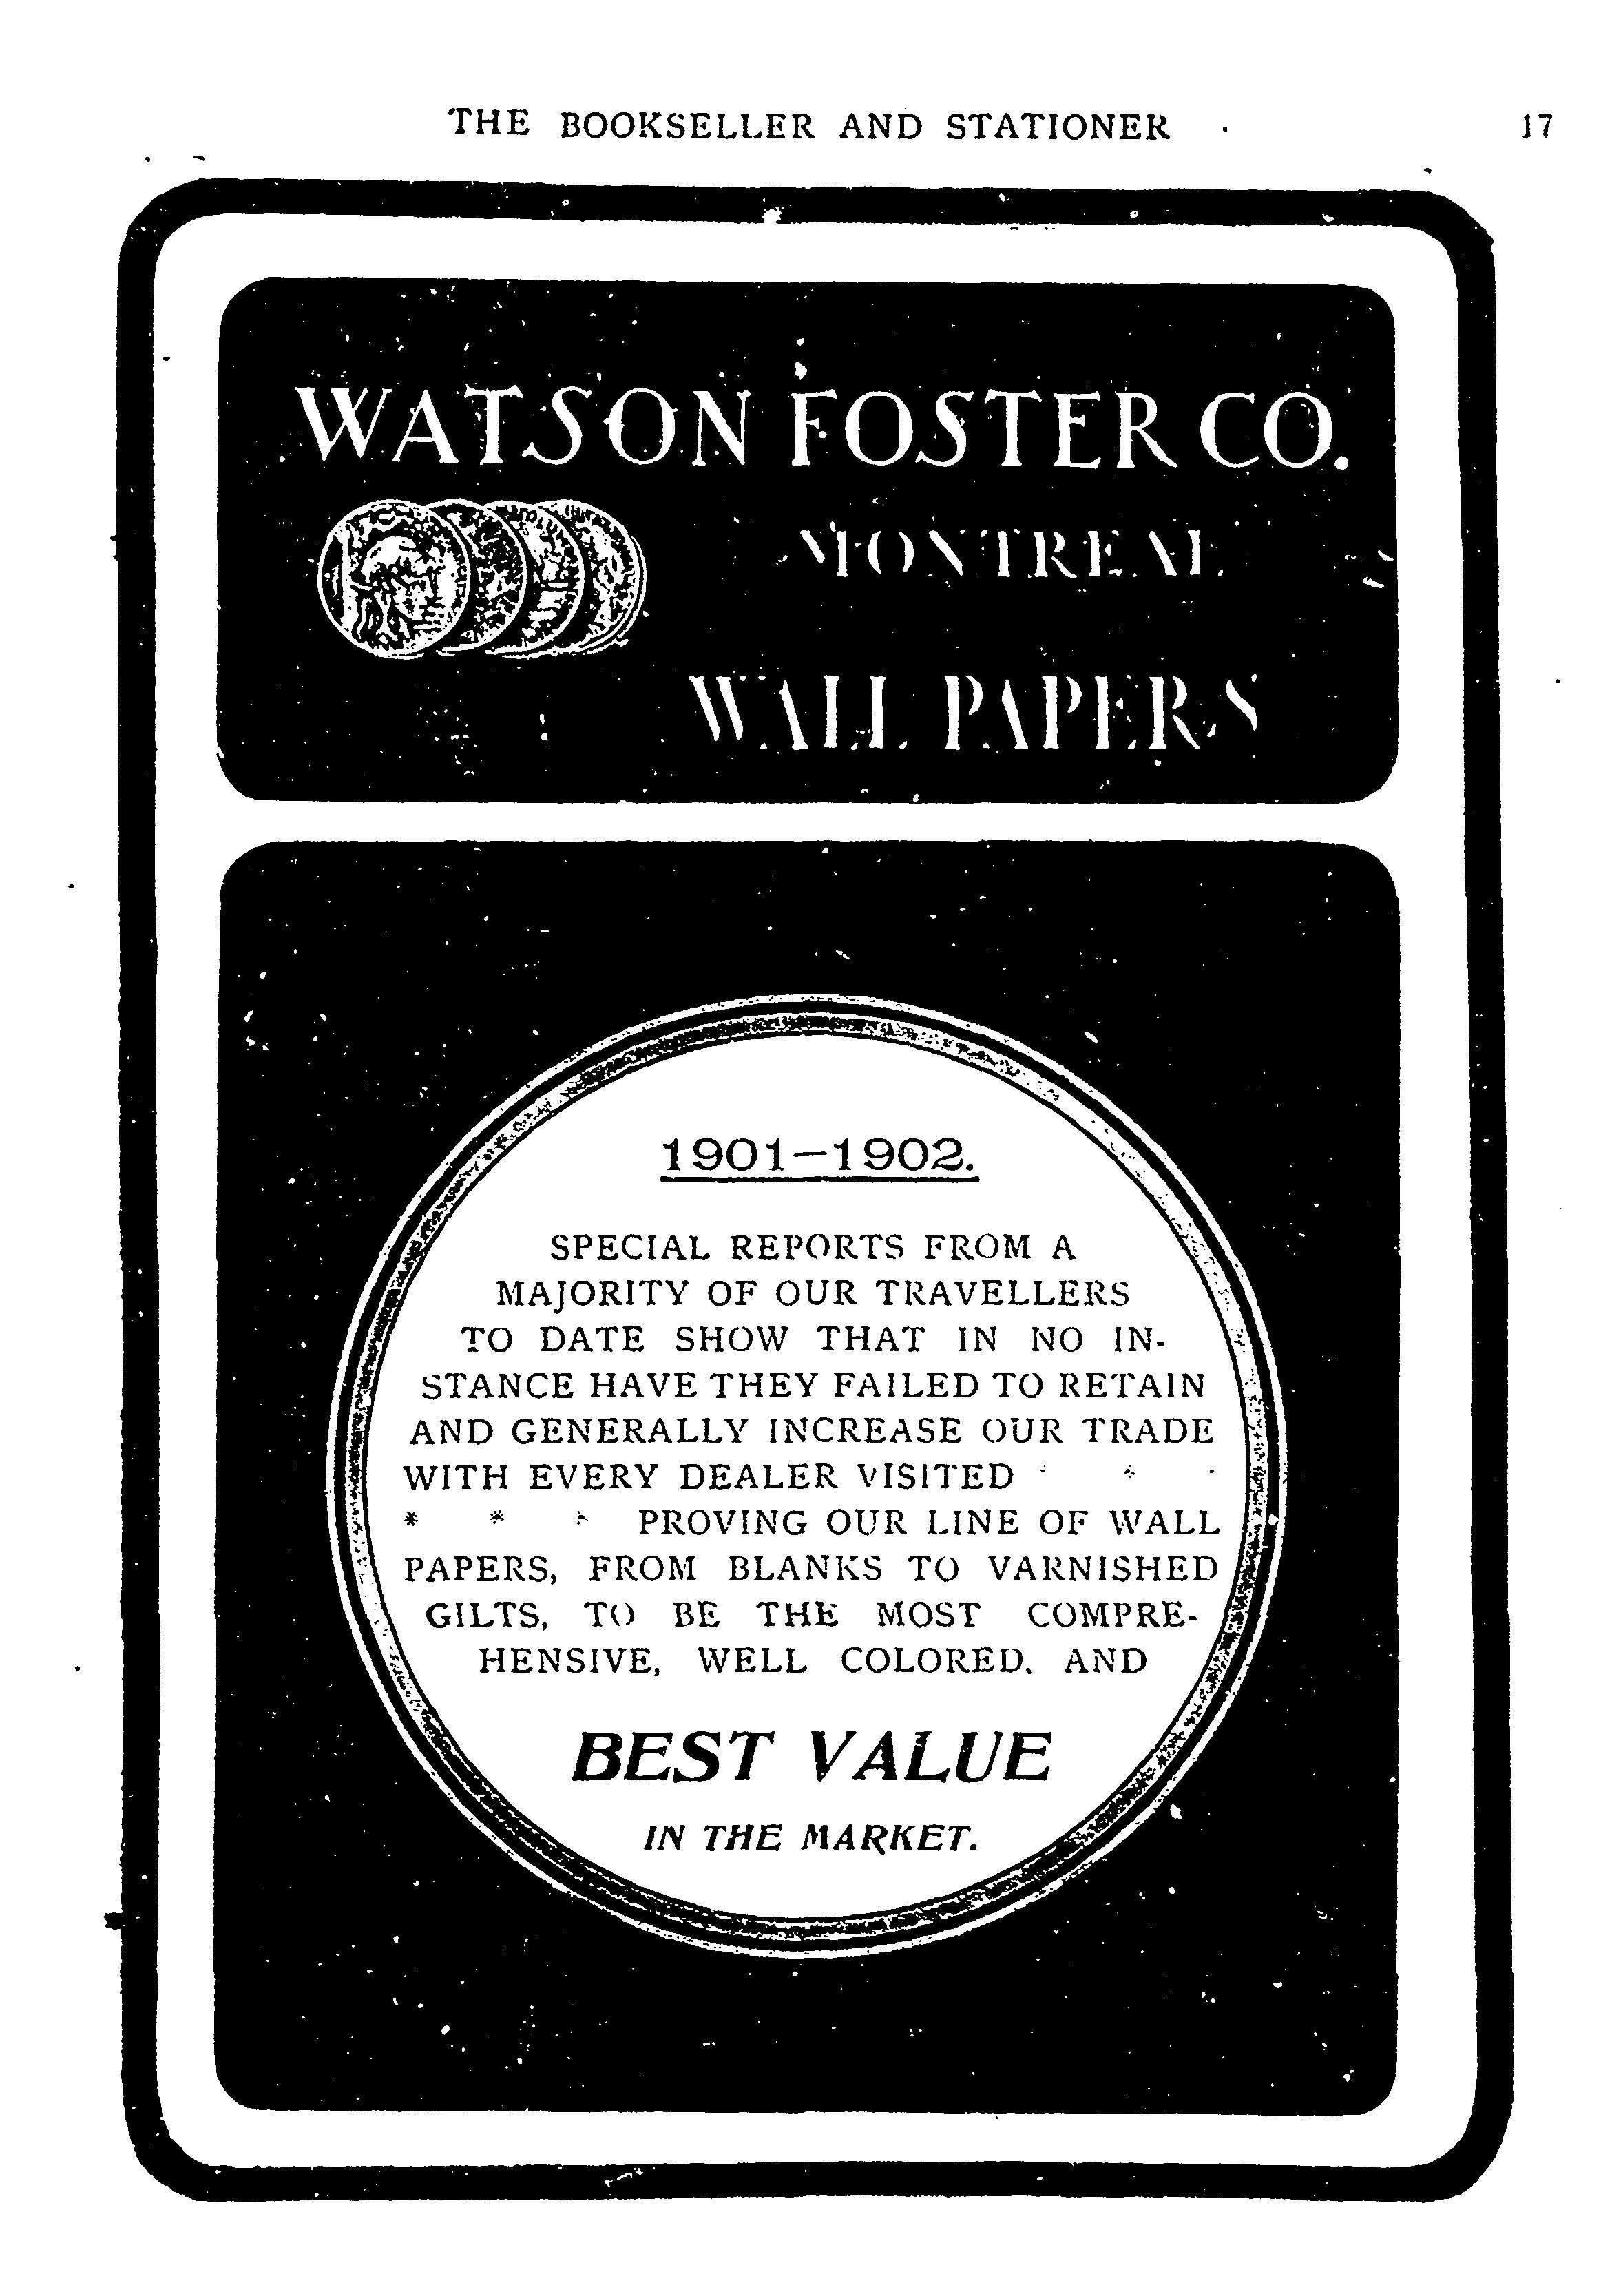 THE BOOKSELLER AND STATIONER
17
WATSON FOSTER CO.
MONTREAL
WALL PAPERS
1901–1902.
SPECIAL REPORTS FROM A
MAJORITY OF OUR TRAVELLERS
TO DATE SHOW THAT IN NO IN-
STANCE HAVE THEY FAILED TO RETAIN
AND GENERALLY INCREASE OUR TRADE
WITH EVERY DEALER VISITED * * *
* * * PROVING OUR LINE OF WALL
PAPERS, FROM BLANKS TO VARNISHED
GILTS, TO BE THE MOST COMPRE-
HENSIVE, WELL COLORED, AND
BEST VALUE
IN THE MARKET.